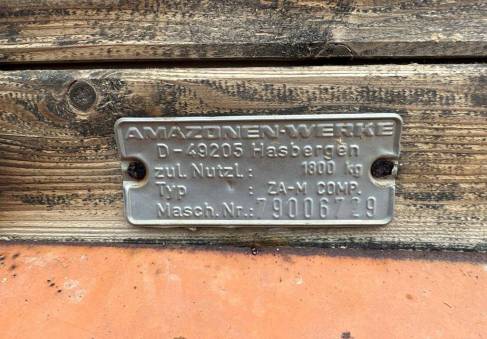 AMAZONEN-WERKE
D-49205 Hasbergen
zul. Nutzl.: 1800 kg
Typ : ZA-M COMP.
Masch. Nr.: 79006729